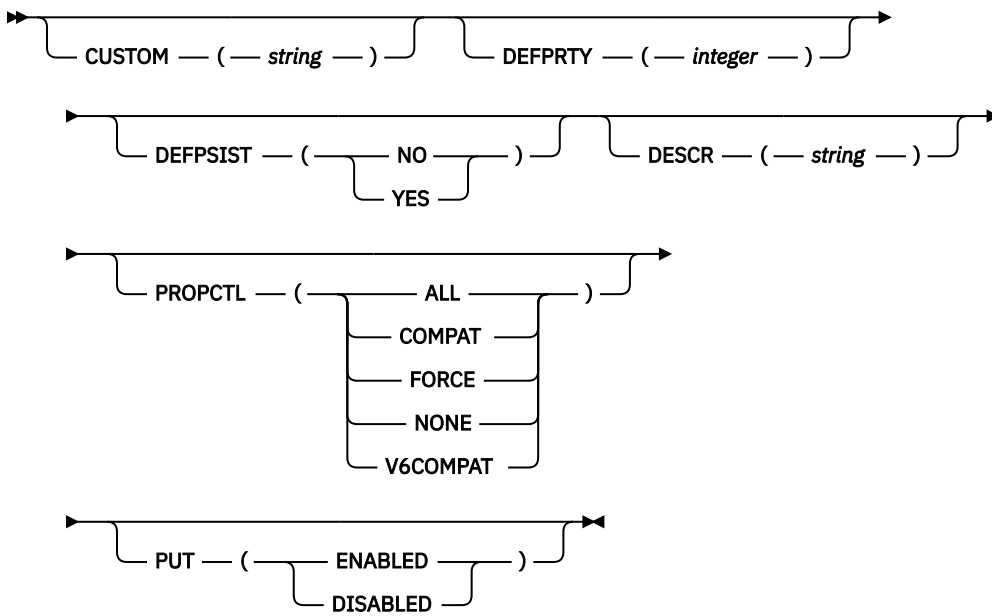 CUSTOM ( string ) DEFPRTY ( integer )
DEFPSIST ( NO ) DESCR ( string )
YES
PROPCTL ( ALL )
COMPAT
FORCE
NONE
V6COMPAT
PUT ( ENABLED )
DISABLED